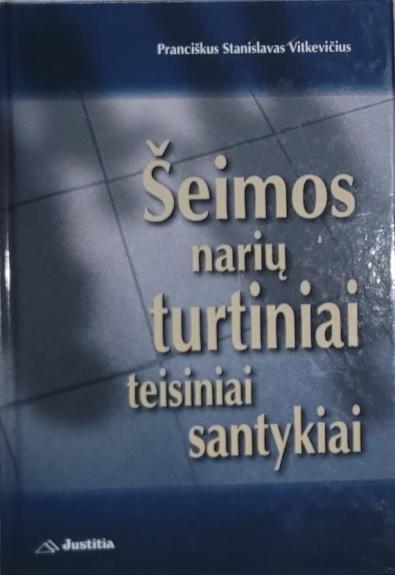 Pranciškus Stanislavas Vitkevičius
Šeimos
narių
turtiniai
teisiniai
santykiai
Justitia